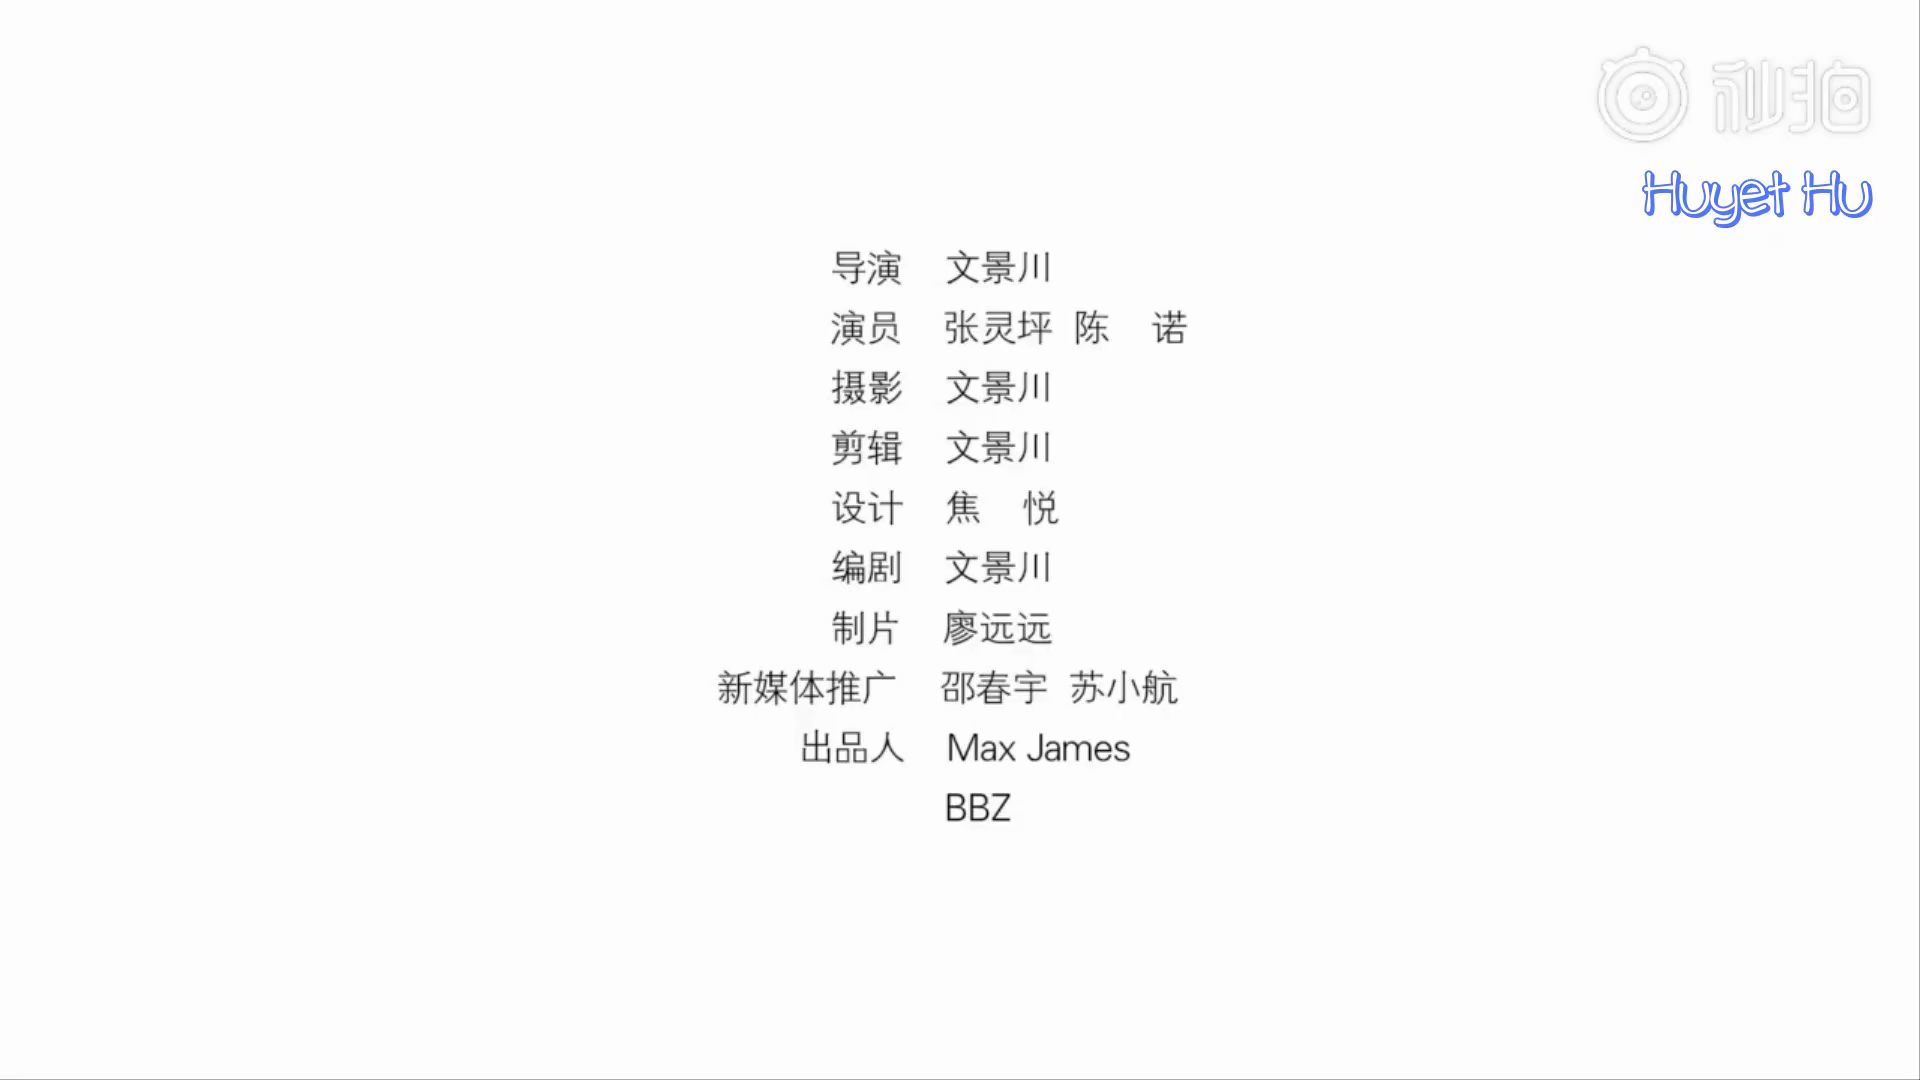 秒拍
Huyet Hu
导演 文景川
演员 张灵坪 陈 诺
摄影 文景川
剪辑 文景川
设计 焦 悦
编剧 文景川
制片 廖远远
新媒体推广 邵春宇 苏小航
出品人 Max James
BBZ